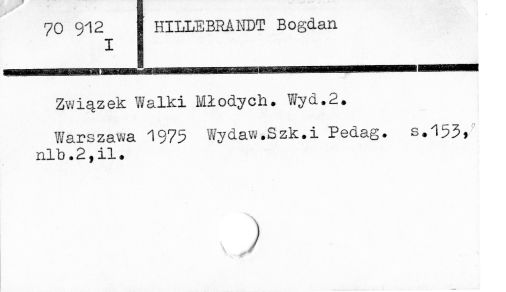 70 912 HILLEBRANDT Bogdan
I
Związek Walki Młodych. Wyd.2.
Warszawa 1975 Wydaw.Szk.i Pedag. s.153,
nlb.2,il.